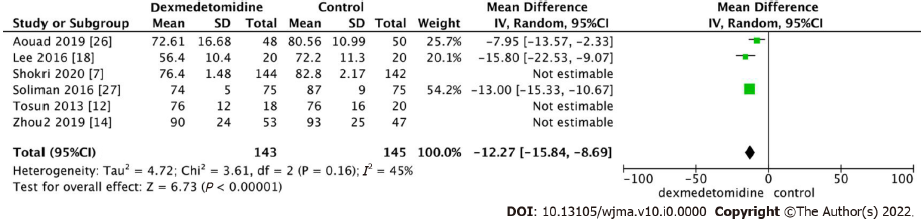 Dexmedetomidine Control Mean Difference Mean Difference
Study or Subgroup Mean SD Total Mean SD Total Weight IV, Random, 95%CI IV, Random, 95%CI
Aouad 2019 [26] 72.61 16.68 48 80.56 10.99 50 25.7% -7.95 [-13.57, -2.33]
Lee 2016 [18] 56.4 10.4 20 72.2 11.3 20 20.1% -15.80 [-22.53, -9.07]
Shokri 2020 [7] 76.4 1.48 144 82.8 2.17 142 Not estimable
Soliman 2016 [27] 74 5 75 87 9 75 54.2% -13.00 [-15.33, -10.67]
Tosun 2013 [12] 76 12 18 76 16 20 Not estimable
Zhou2 2019 [14] 90 24 53 93 25 47 Not estimable
Total (95%CI) 143 145 100.0% -12.27 [-15.84, -8.69]
Heterogeneity: Tau² = 4.72; Chi² = 3.61, df = 2 (P = 0.16); I² = 45%
Test for overall effect: Z = 6.73 (P < 0.00001)
-100 -50 0 50 100
dexmedetomidine control
DOI: 10.13105/wjma.v10.i0.0000 Copyright ©The Author(s) 2022.